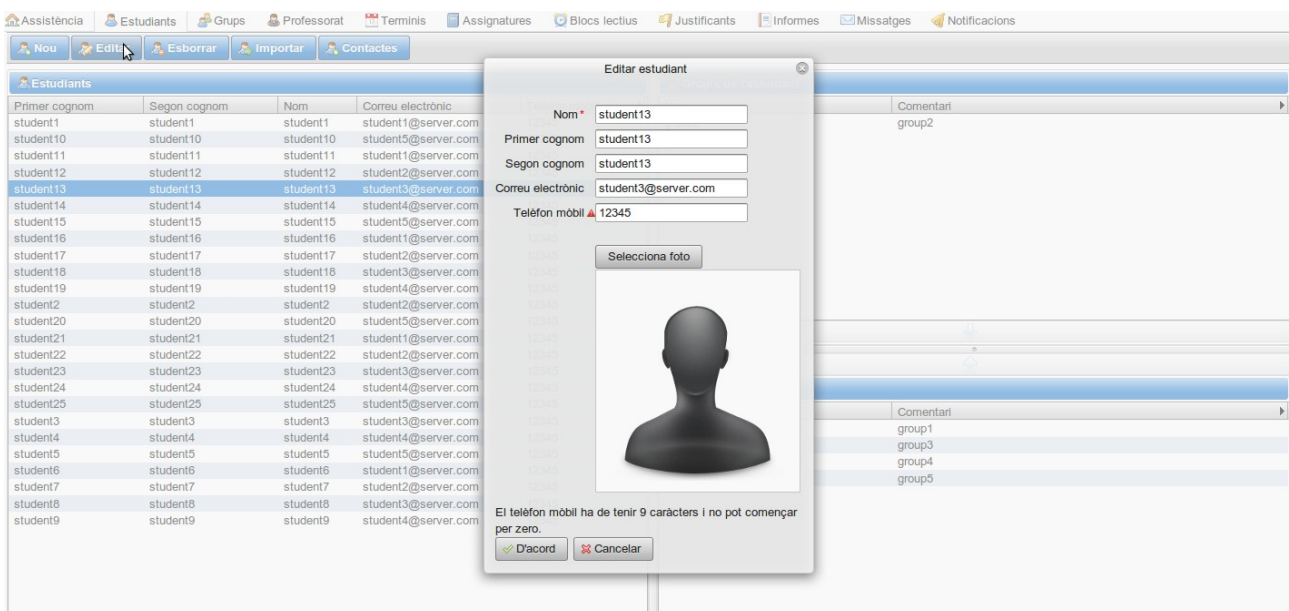 Assistència Estudiants Grups Professorat Terminis Assignatures Blocs lectius Justificants Informes Missatges Notificacions
Nou Edita Esborrar Importar Contactes
Estudiants
Primer cognom Segon cognom Nom Correu electrònic
student1 student1 student1 student1@server.com
student10 student10 student10 student5@server.com
student11 student11 student11 student1@server.com
student12 student12 student12 student2@server.com
student13 student13 student13 student3@server.com
student14 student14 student14 student4@server.com
student15 student15 student15 student5@server.com
student16 student16 student16 student1@server.com
student17 student17 student17 student2@server.com
student18 student18 student18 student3@server.com
student19 student19 student19 student4@server.com
student2 student2 student2 student2@server.com
student20 student20 student20 student5@server.com
student21 student21 student21 student1@server.com
student22 student22 student22 student2@server.com
student23 student23 student23 student3@server.com
student24 student24 student24 student4@server.com
student25 student25 student25 student5@server.com
student3 student3 student3 student3@server.com
student4 student4 student4 student4@server.com
student5 student5 student5 student5@server.com
student6 student6 student6 student1@server.com
student7 student7 student7 student2@server.com
student8 student8 student8 student3@server.com
student9 student9 student9 student4@server.com
Editar estudiant
Nom* student13
Primer cognom student13
Segon cognom student13
Correu electrònic student3@server.com
Telèfon mòbil 12345
Selecciona foto
El telèfon mòbil ha de tenir 9 caràcters i no pot començar
per zero.
D'acord Cancelar
Comentari
group2
Comentari
group1
group3
group4
group5